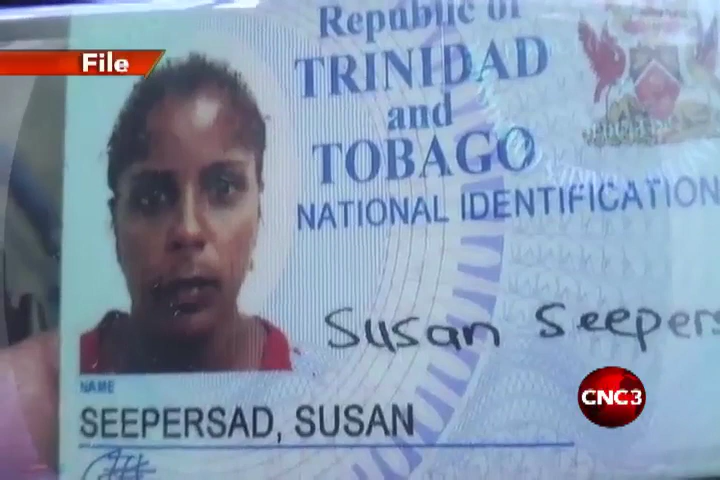 File
Republic of
TRINIDAD
and
TOBAGO
NATIONAL IDENTIFICATION
Susan Seepers
NAME
SEEPERSAD, SUSAN
CNC3